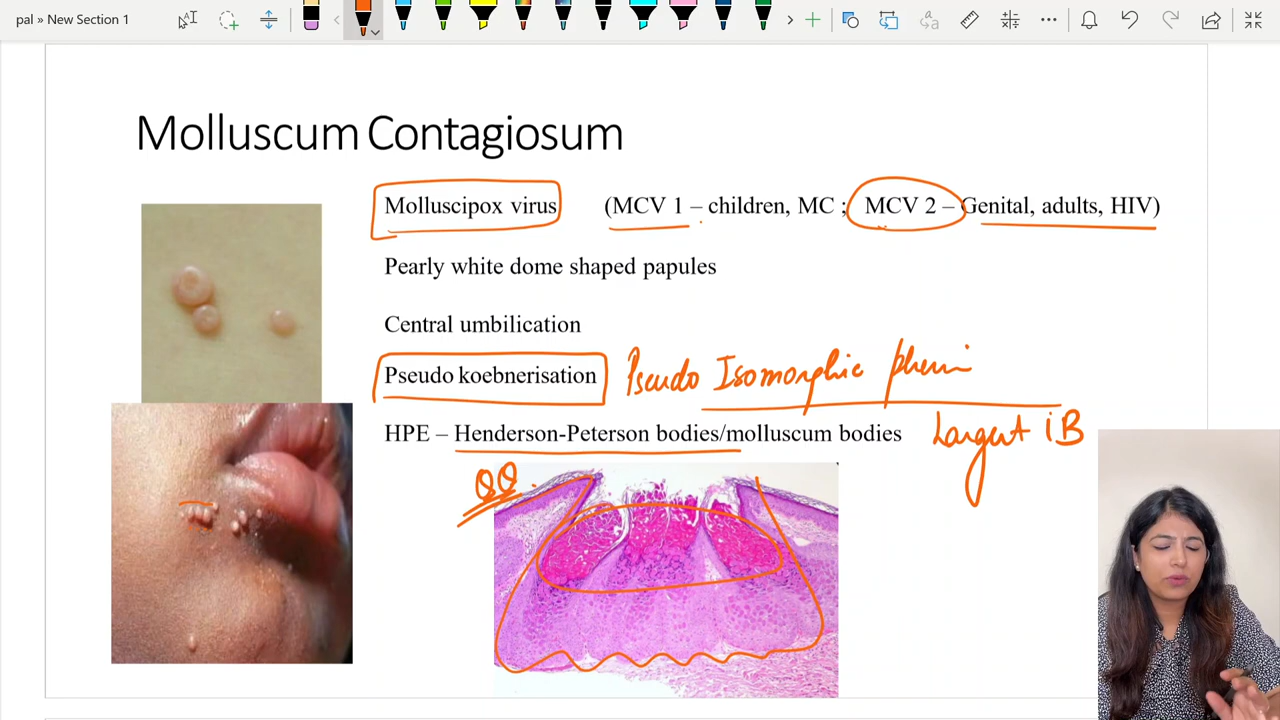 pal » New Section 1
Molluscum Contagiosum
Molluscipox virus (MCV 1 – children, MC ; MCV 2 – Genital, adults, HIV)
Pearly white dome shaped papules
Central umbilication
Pseudo koebnerisation Pseudo Isomorphic phen
HPE – Henderson-Peterson bodies/molluscum bodies Largest IB